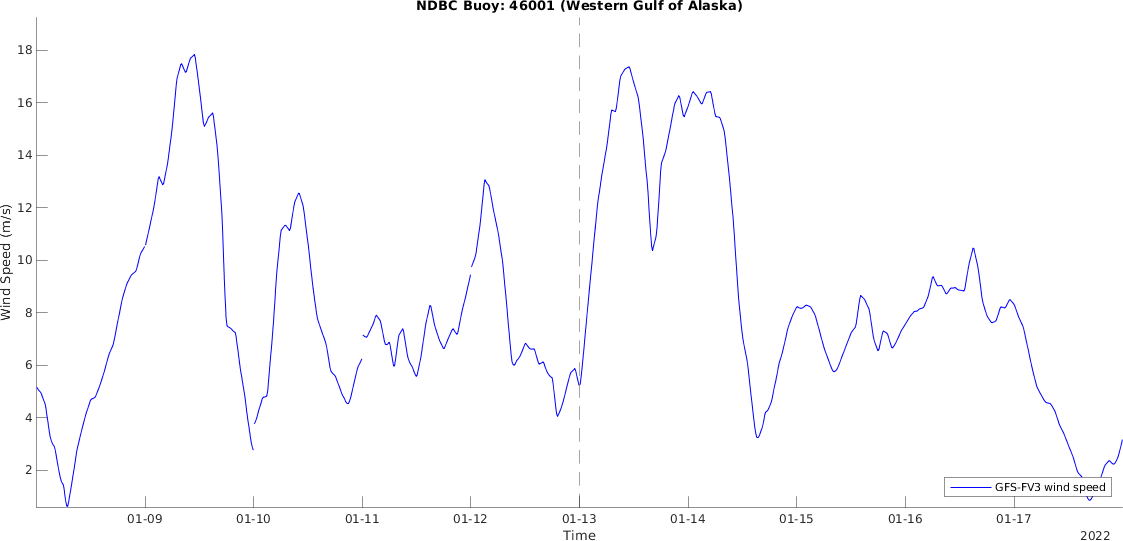 NDBC Buoy: 46001 (Western Gulf of Alaska)
Wind Speed (m/s)
18
16
14
12
10
8
6
4
2
GFS-FV3 wind speed
01-09 01-10 01-11 01-12 01-13 01-14 01-15 01-16 01-17
Time
2022